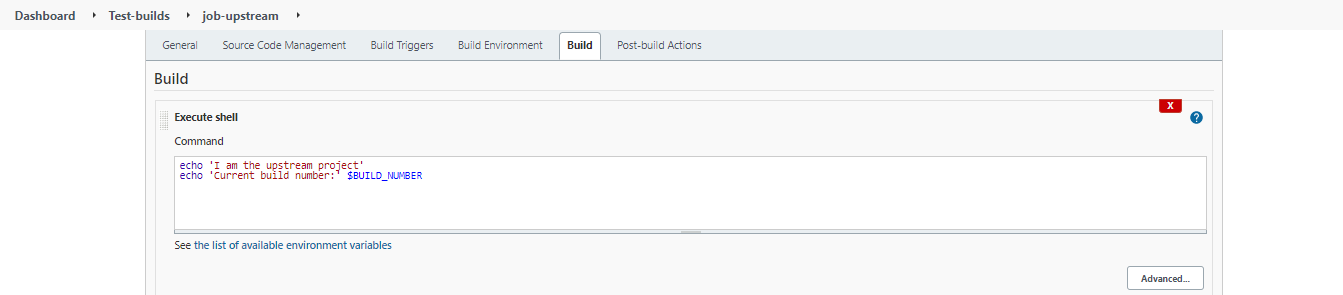 Dashboard Test-builds job-upstream
General Source Code Management Build Triggers Build Environment Build Post-build Actions
Build
X
Execute shell ?
Command
echo 'I am the upstream project'
echo 'Current build number:' $BUILD_NUMBER
See the list of available environment variables
Advanced...